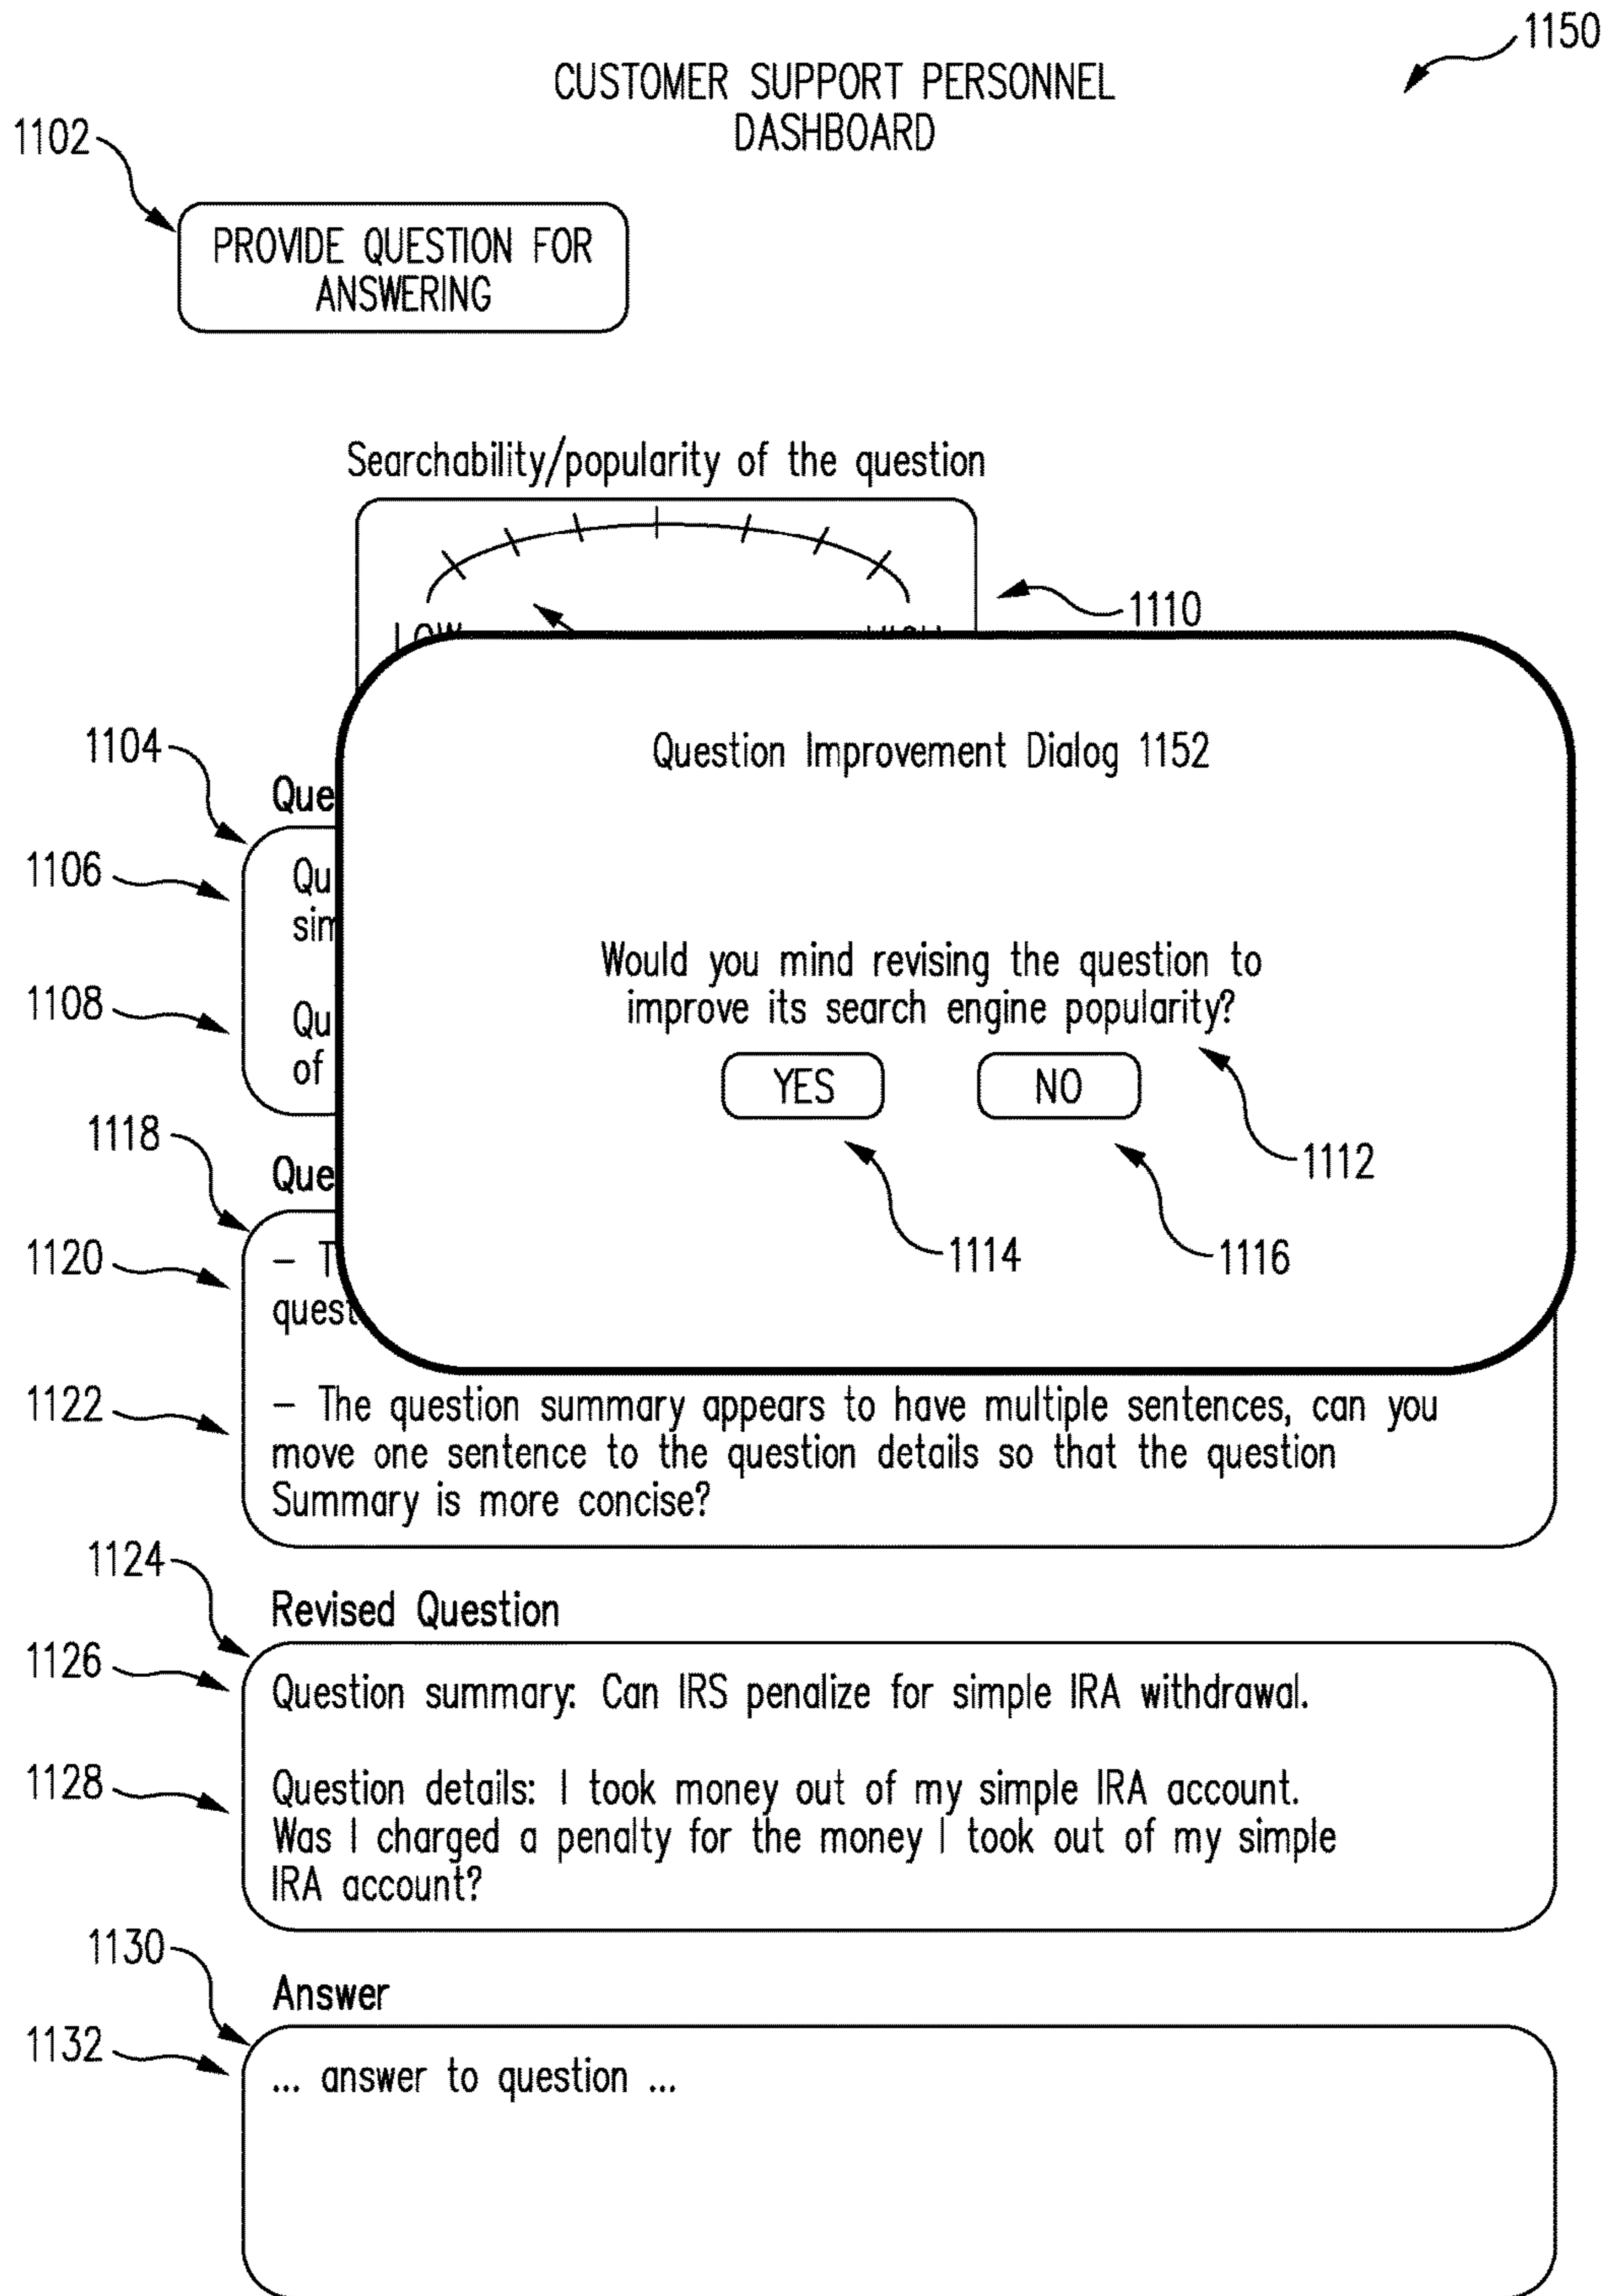 1150
CUSTOMER SUPPORT PERSONNEL
DASHBOARD
1102
PROVIDE QUESTION FOR
ANSWERING
Searchability/popularity of the question
1110
LOW HIGH
1104
Question Improvement Dialog 1152
Que
1106
Qu
sim
Would you mind revising the question to
improve its search engine popularity?
1108
Qu
of
YES NO
1118
1112
Que
1114 1116
1120
– T
quest
1122
– The question summary appears to have multiple sentences, can you
move one sentence to the question details so that the question
Summary is more concise?
1124
Revised Question
1126
Question summary: Can IRS penalize for simple IRA withdrawal.
1128
Question details: I took money out of my simple IRA account.
Was I charged a penalty for the money I took out of my simple
IRA account?
1130
Answer
1132
... answer to question ...